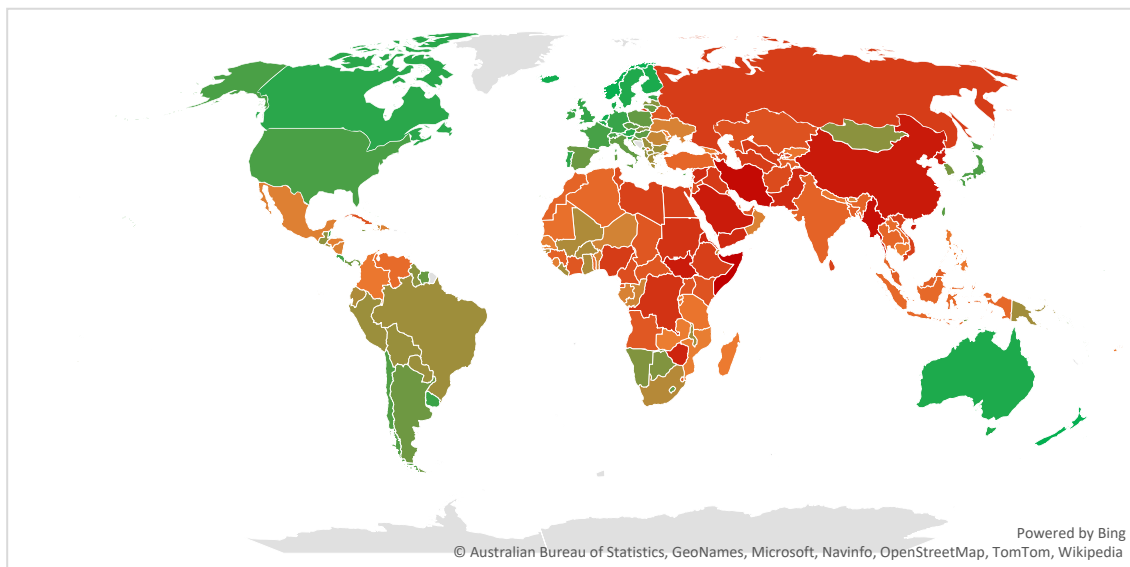 Powered by Bing
© Australian Bureau of Statistics, GeoNames, Microsoft, Navinfo, OpenStreetMap, TomTom, Wikipedia